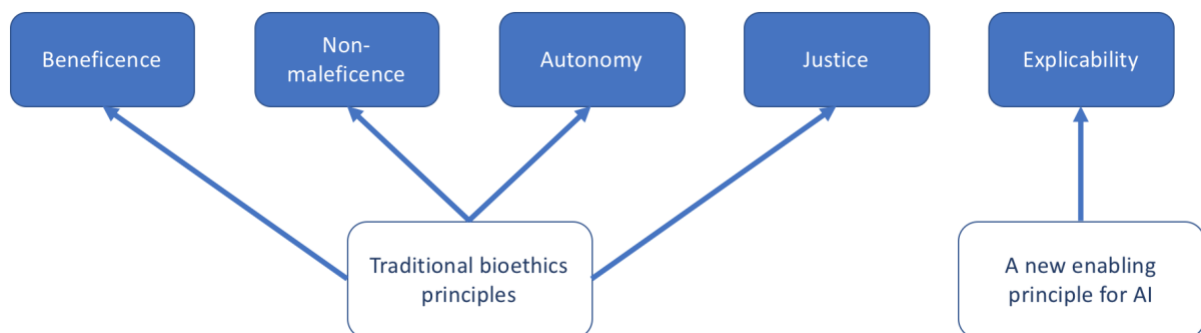 Beneficence
Non-
maleficence
Autonomy
Justice
Explicability
Traditional bioethics
principles
A new enabling
principle for AI